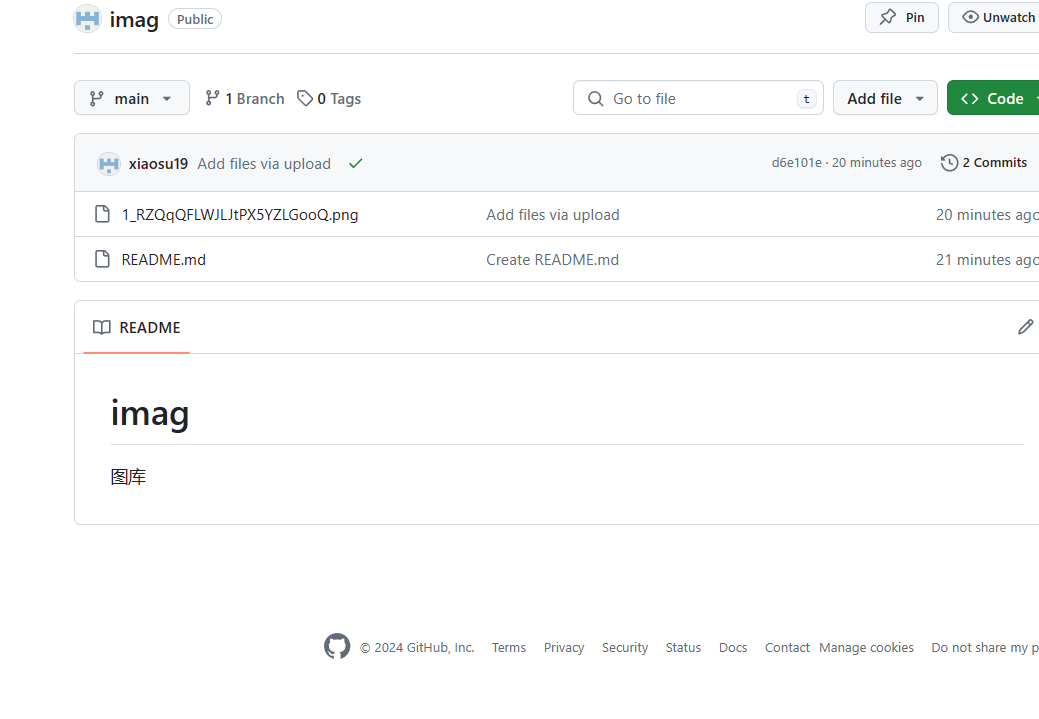 imag Public Pin Unwatch
main 1 Branch 0 Tags Go to file t Add file Code
xiaosu19 Add files via upload d6e101e · 20 minutes ago 2 Commits
1_RZQqQFLWJLJtPX5YZLGooQ.png Add files via upload 20 minutes ago
README.md Create README.md 21 minutes ago
README
imag
图库
© 2024 GitHub, Inc. Terms Privacy Security Status Docs Contact Manage cookies Do not share my p